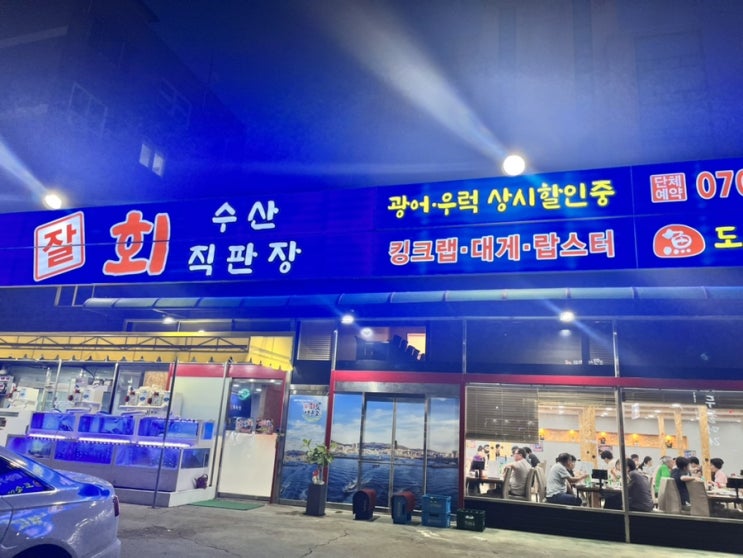 잘 회 수산
직판장
광어·우럭 상시할인중
킹크랩·대게·랍스터
단체
예약
070
도